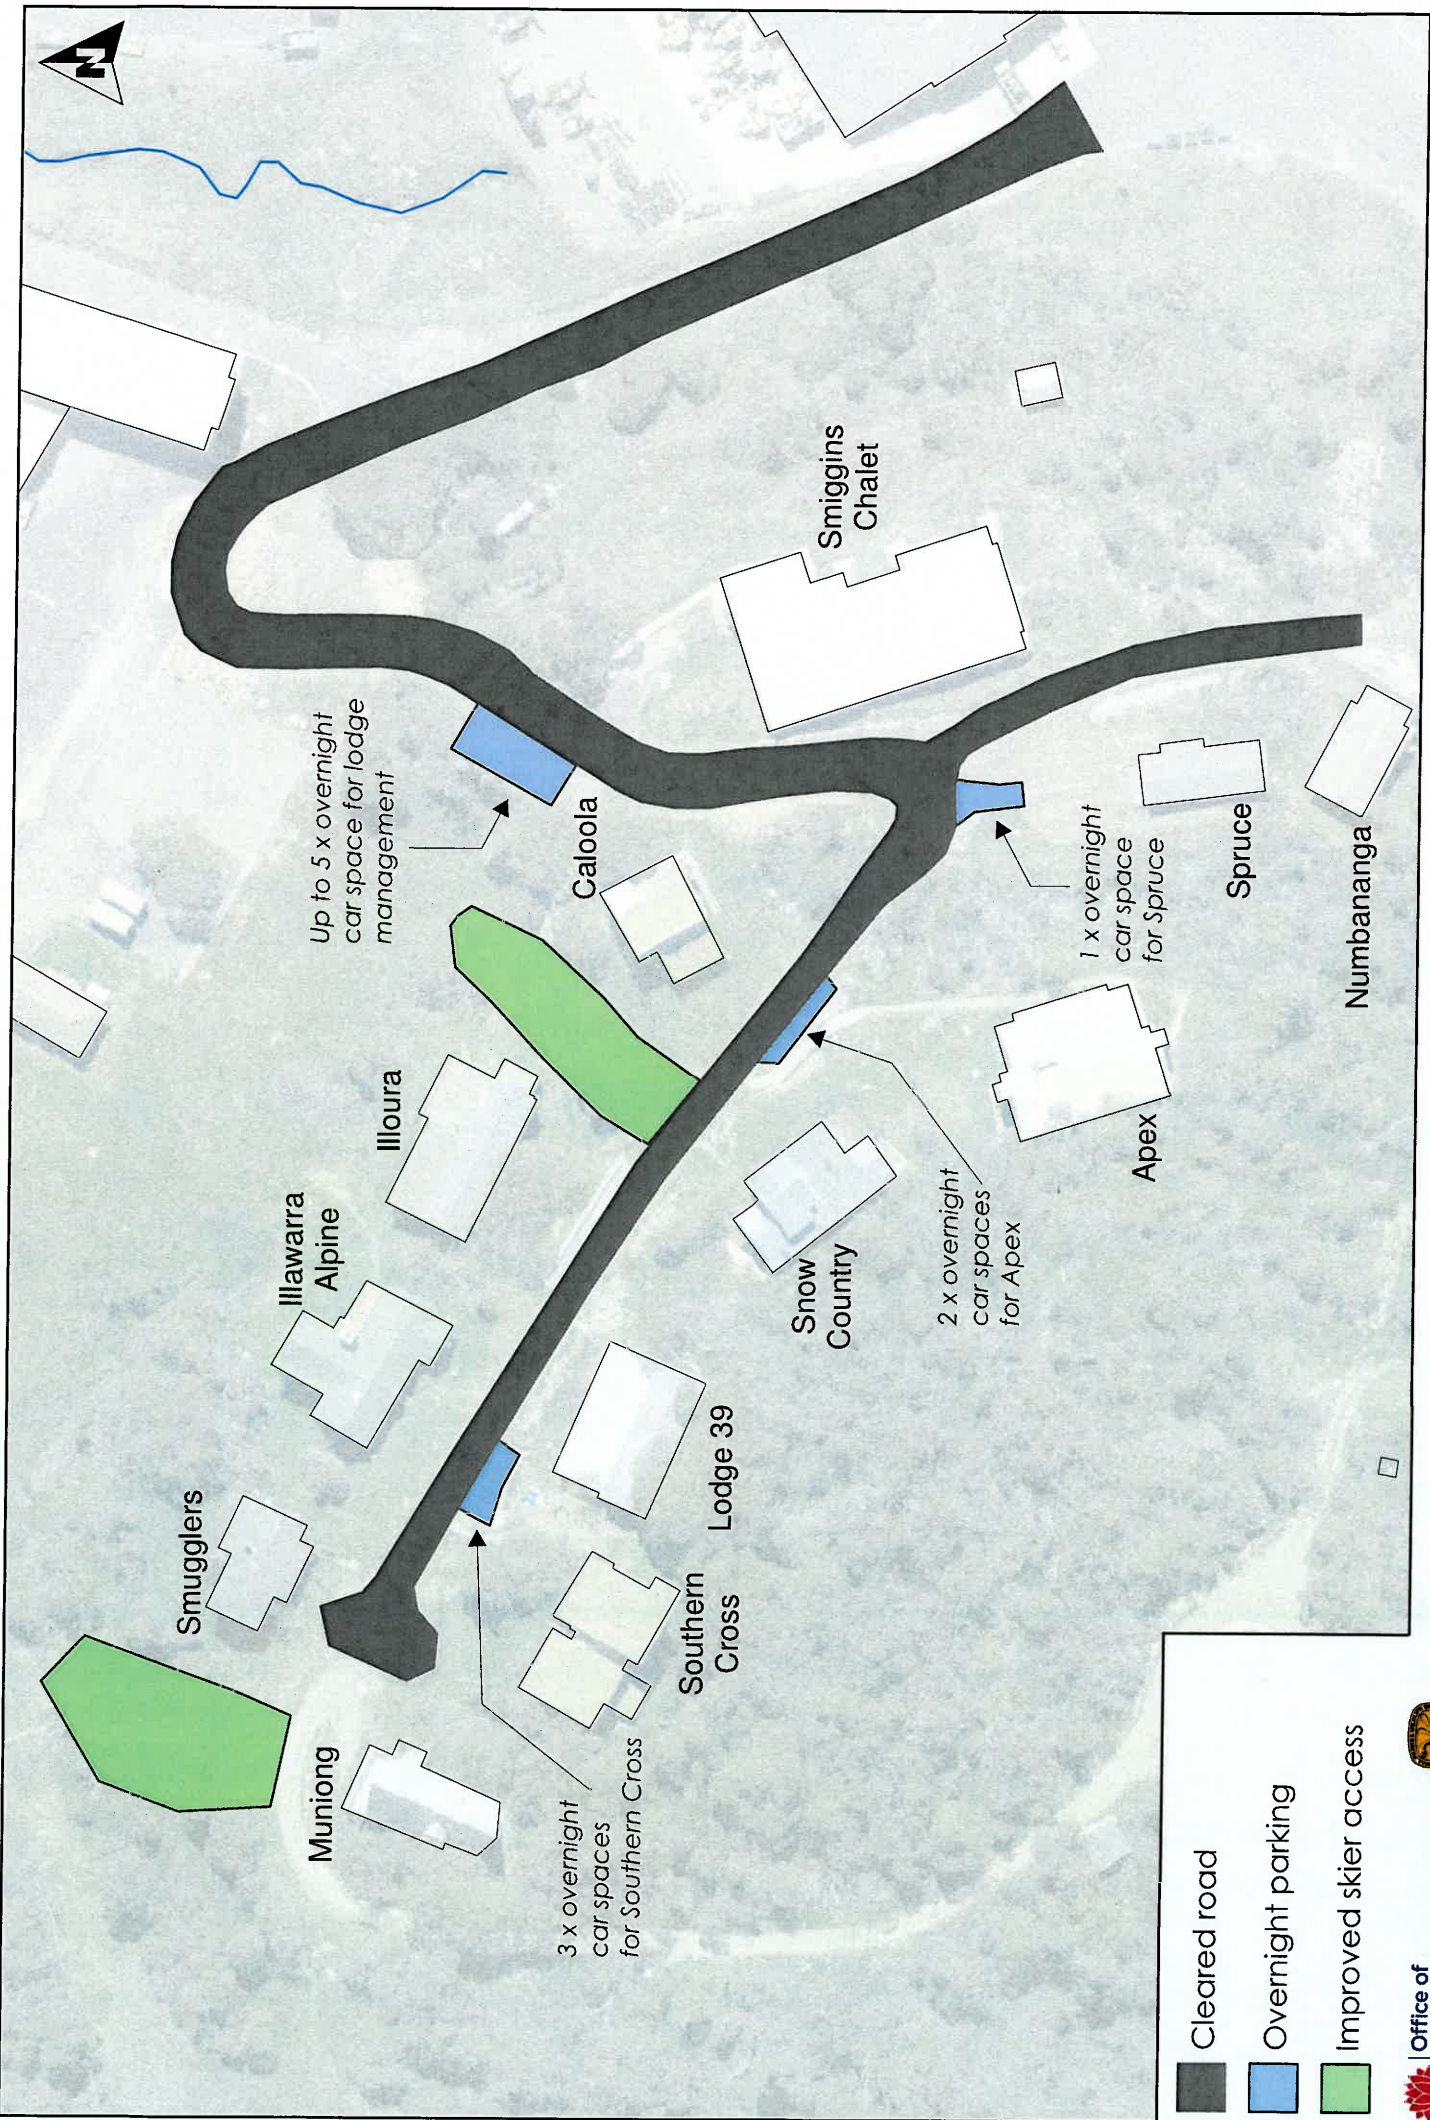 N
Smugglers
Illawarra
Alpine
Illoura
Up to 5 x overnight
car space for lodge
management
Caloola
Smiggins
Chalet
Muniong
3 x overnight
car spaces
for Southern Cross
Southern
Cross
Lodge 39
Snow
Country
2 x overnight
car spaces
for Apex
Apex
1 x overnight
car space
for Spruce
Spruce
Numbananga
Cleared road
Overnight parking
Improved skier access
Office of